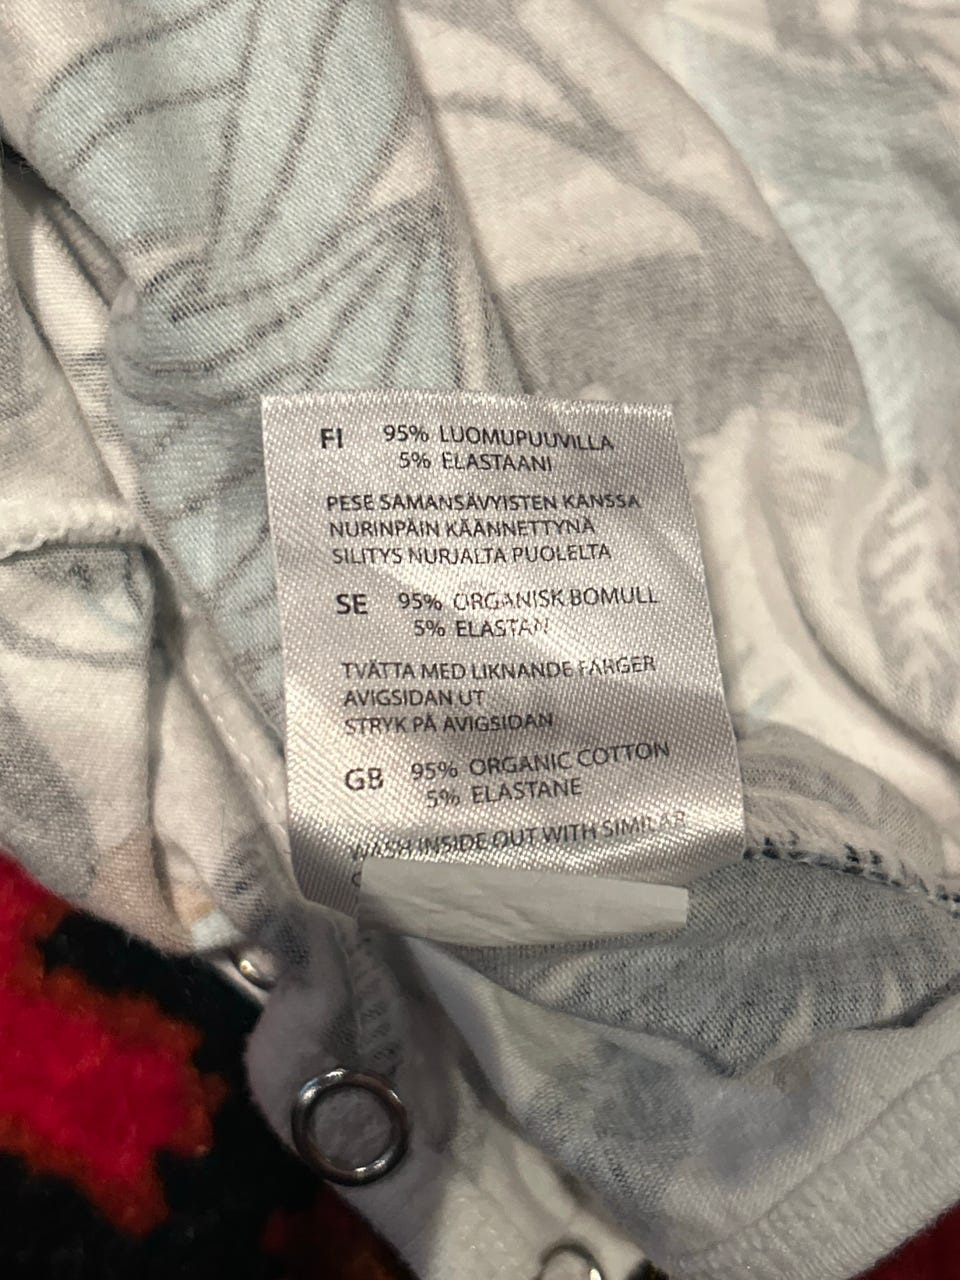 FI 95% LUOMUPUUVILLA
5% ELASTAANI
PESE SAMANSÄVYISTEN KANSSA
NURINPÄIN KÄÄNNETTYNÄ
SILITYS NURJALTA PUOLELTA
SE 95% ORGANISK BOMULL
5% ELASTAN
TVÄTTA MED LIKNANDE FÄRGER
AVIGSIDAN UT
STRYK PÅ AVIGSIDAN
GB 95% ORGANIC COTTON
5% ELASTANE
WASH INSIDE OUT WITH SIMILAR